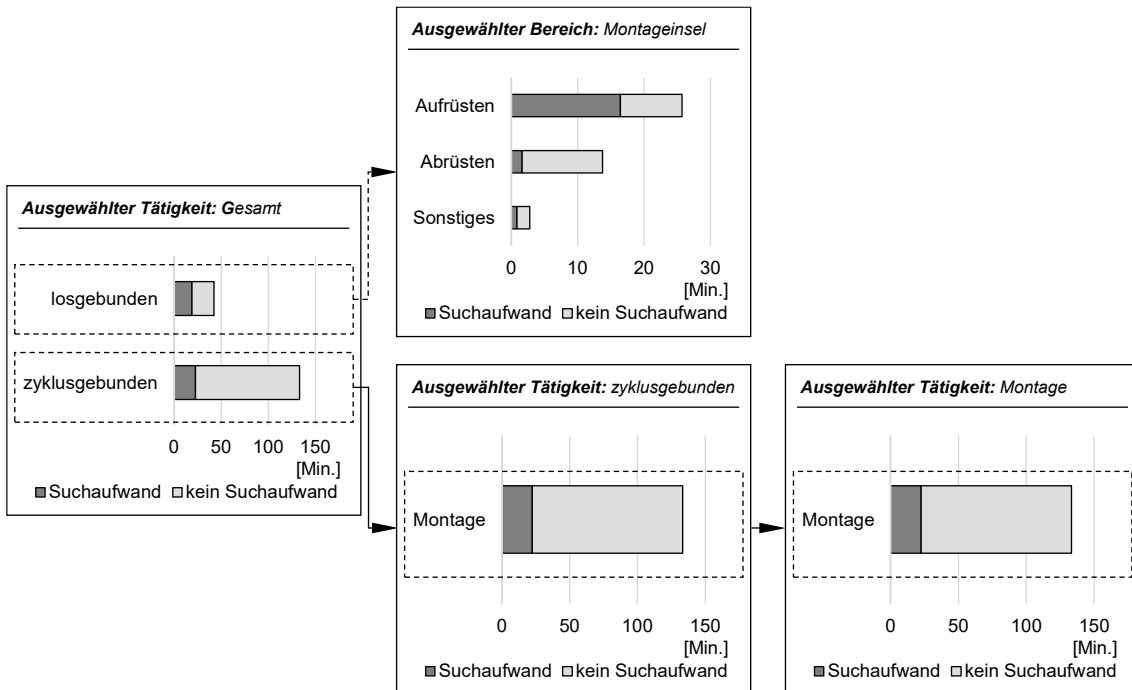 Ausgewählter Bereich: Montageinsel
Aufrüsten
Abrüsten
Sonstiges
0 10 20 30
[Min.]
Suchaufwand kein Suchaufwand
Ausgewählter Tätigkeit: Gesamt
losgebunden
zyklusgebunden
0 50 100 150
[Min.]
Suchaufwand kein Suchaufwand
Ausgewählter Tätigkeit: zyklusgebunden
Montage
0 50 100 150
[Min.]
Suchaufwand kein Suchaufwand
Ausgewählter Tätigkeit: Montage
Montage
0 50 100 150
[Min.]
Suchaufwand kein Suchaufwand